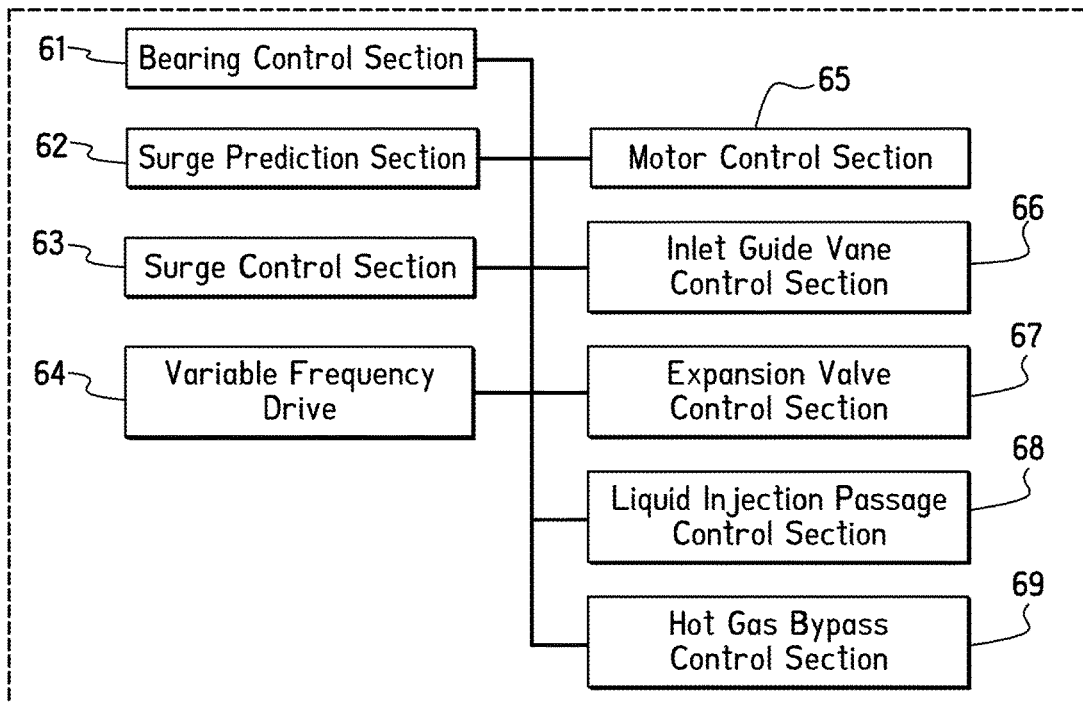 61
Bearing Control Section
62
Surge Prediction Section
63
Surge Control Section
64
Variable Frequency
Drive
65
Motor Control Section
66
Inlet Guide Vane
Control Section
67
Expansion Valve
Control Section
68
Liquid Injection Passage
Control Section
69
Hot Gas Bypass
Control Section